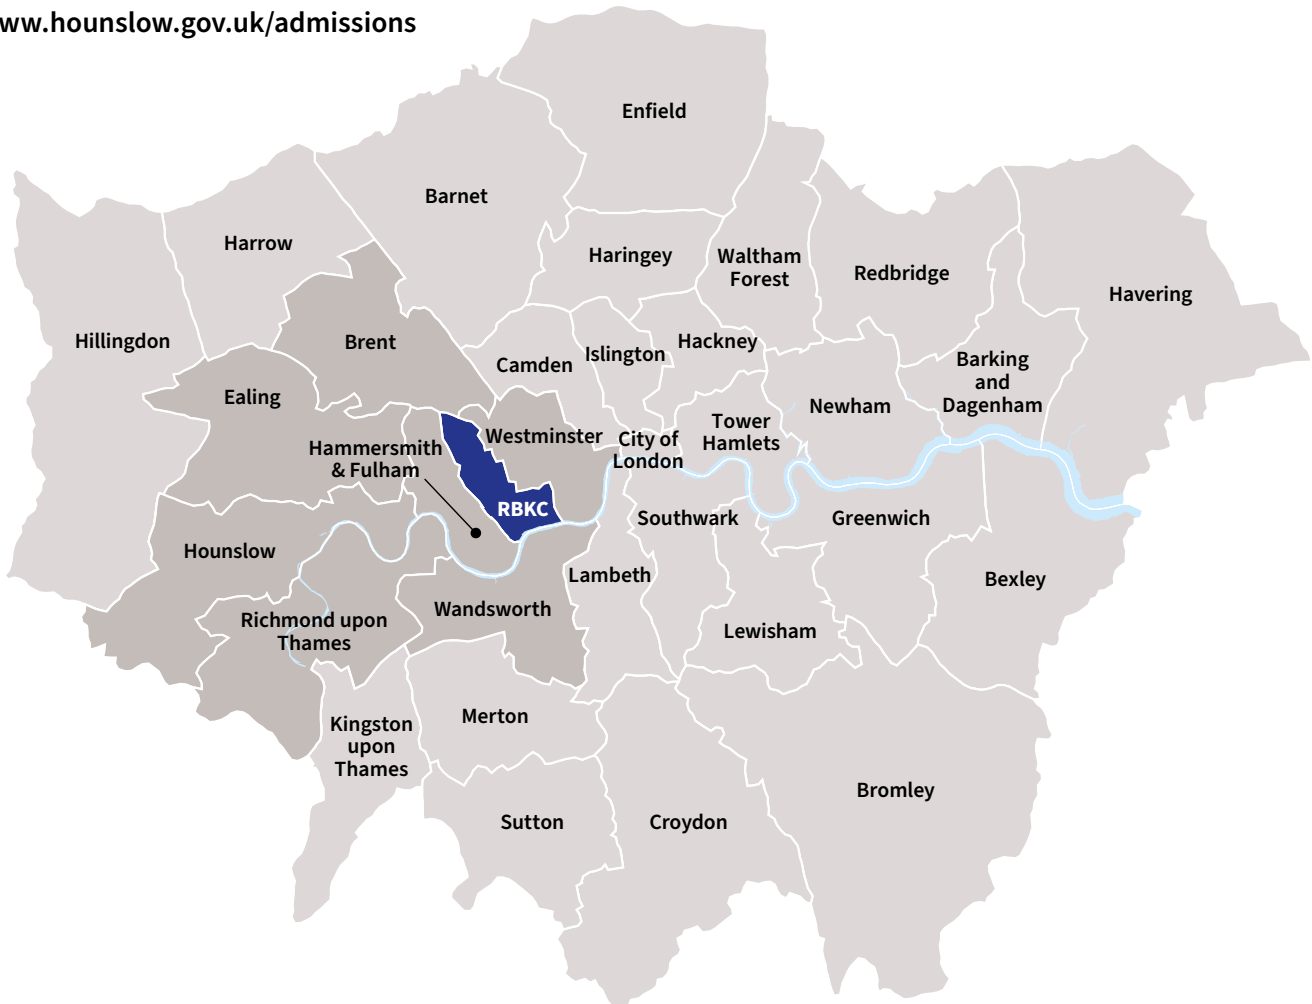 ww.hounslow.gov.uk/admissions
Enfield
Barnet
Harrow
Haringey
Waltham
Forest
Redbridge
Havering
Hillingdon
Brent
Camden
Islington
Hackney
Barking
and
Dagenham
Ealing
Newham
Tower
Hamlets
Westminster
City of
London
Hammersmith
& Fulham
RBKC
Southwark
Greenwich
Hounslow
Lambeth
Bexley
Wandsworth
Richmond upon
Thames
Lewisham
Kingston
upon
Thames
Merton
Bromley
Sutton
Croydon